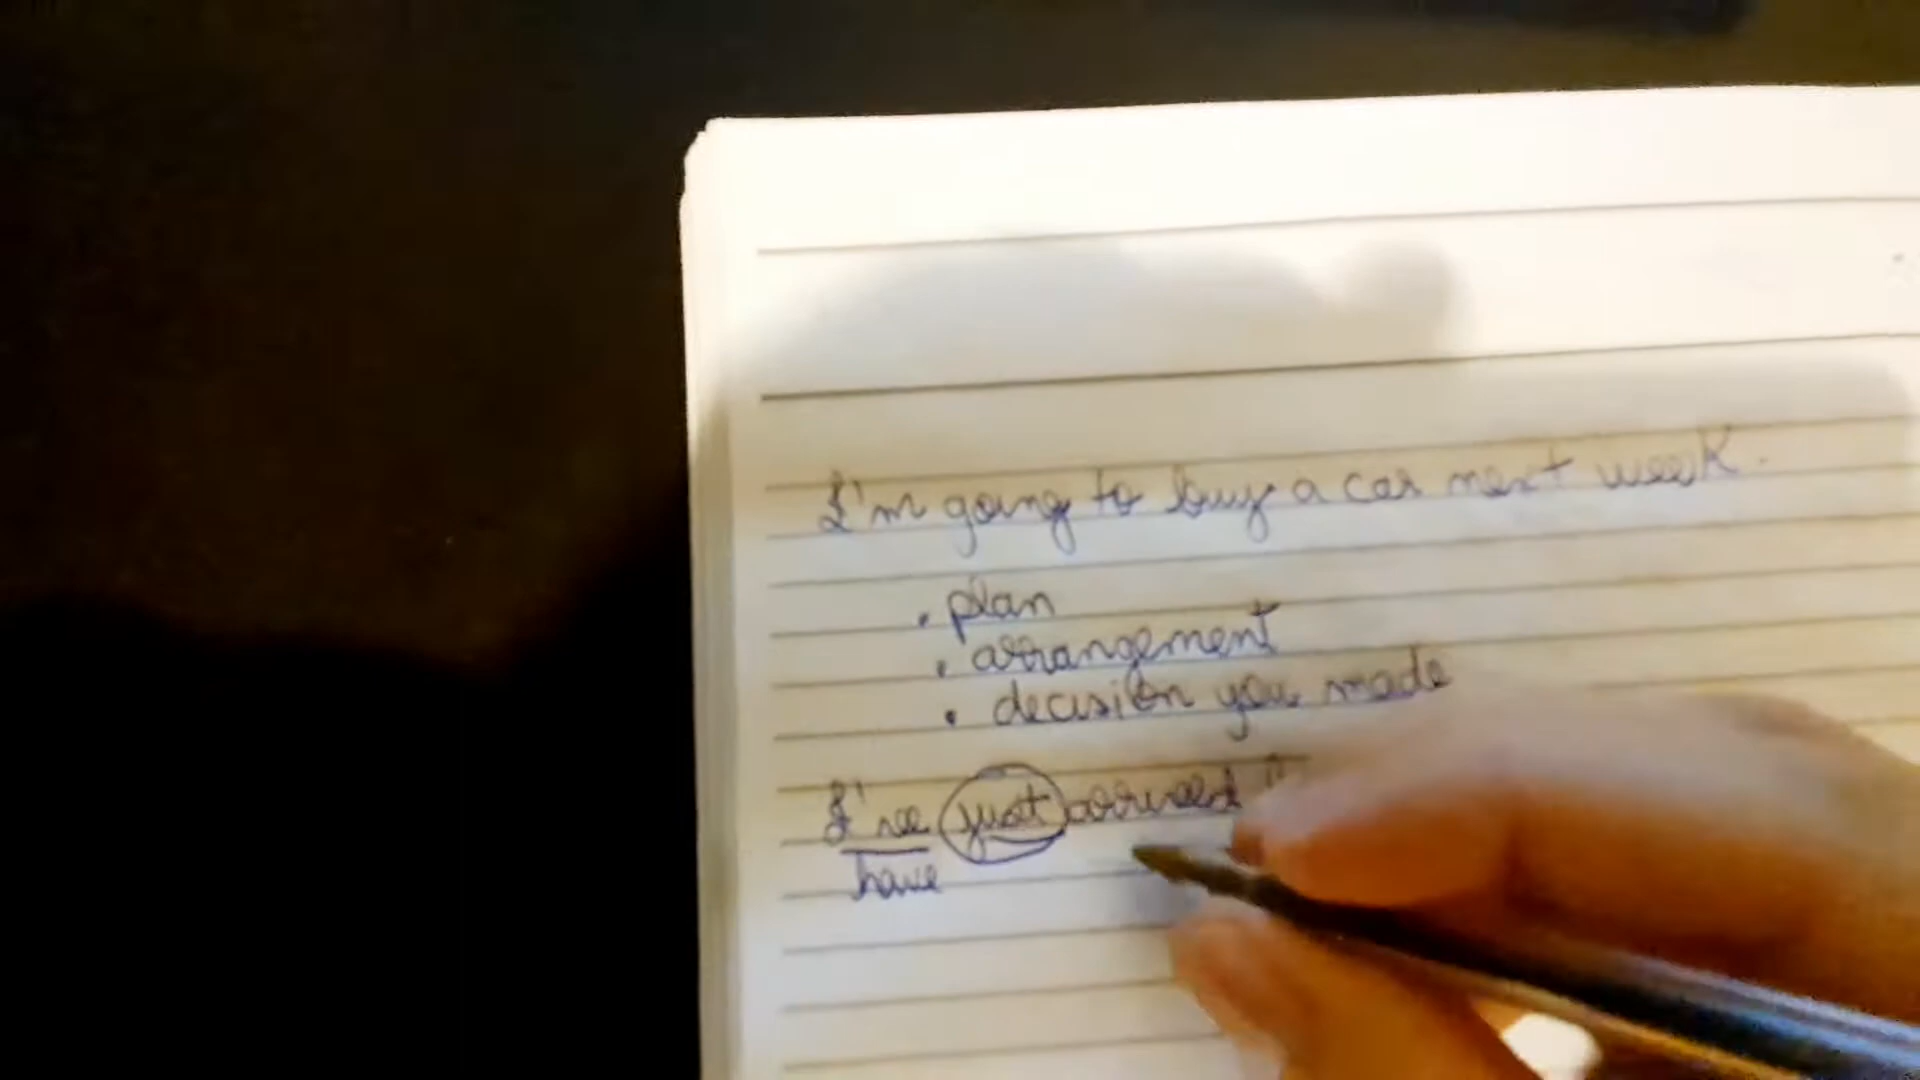 I'm going to buy a car next week.
. plan
. arrangement
. decision you made
I've just arrived
have